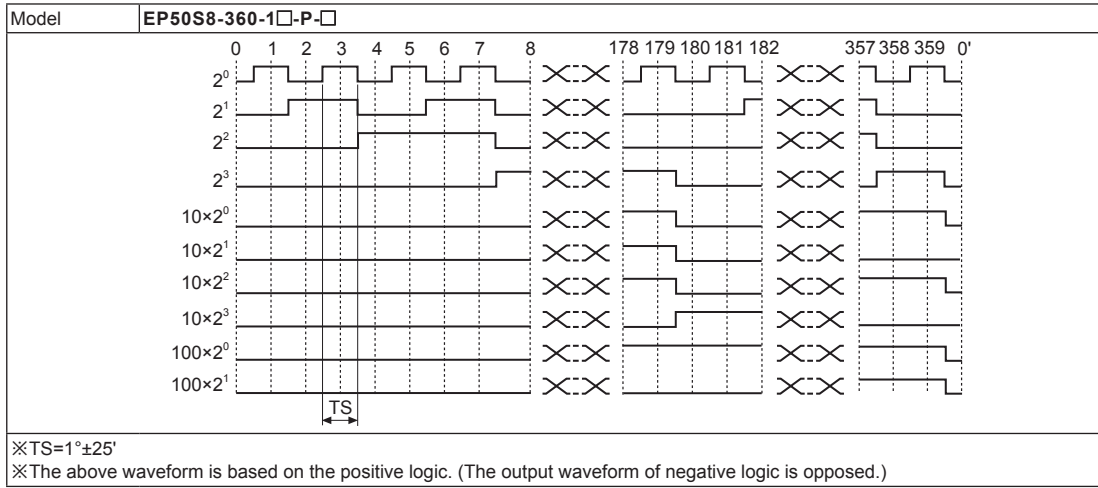 Model EP50S8-360-1□-P-□
0 1 2 3 4 5 6 7 8 178 179 180 181 182 357 358 359 0'
2⁰
2¹
2²
2³
10×2⁰
10×2¹
10×2²
10×2³
100×2⁰
100×2¹
TS
※TS=1°±25'
※The above waveform is based on the positive logic. (The output waveform of negative logic is opposed.)